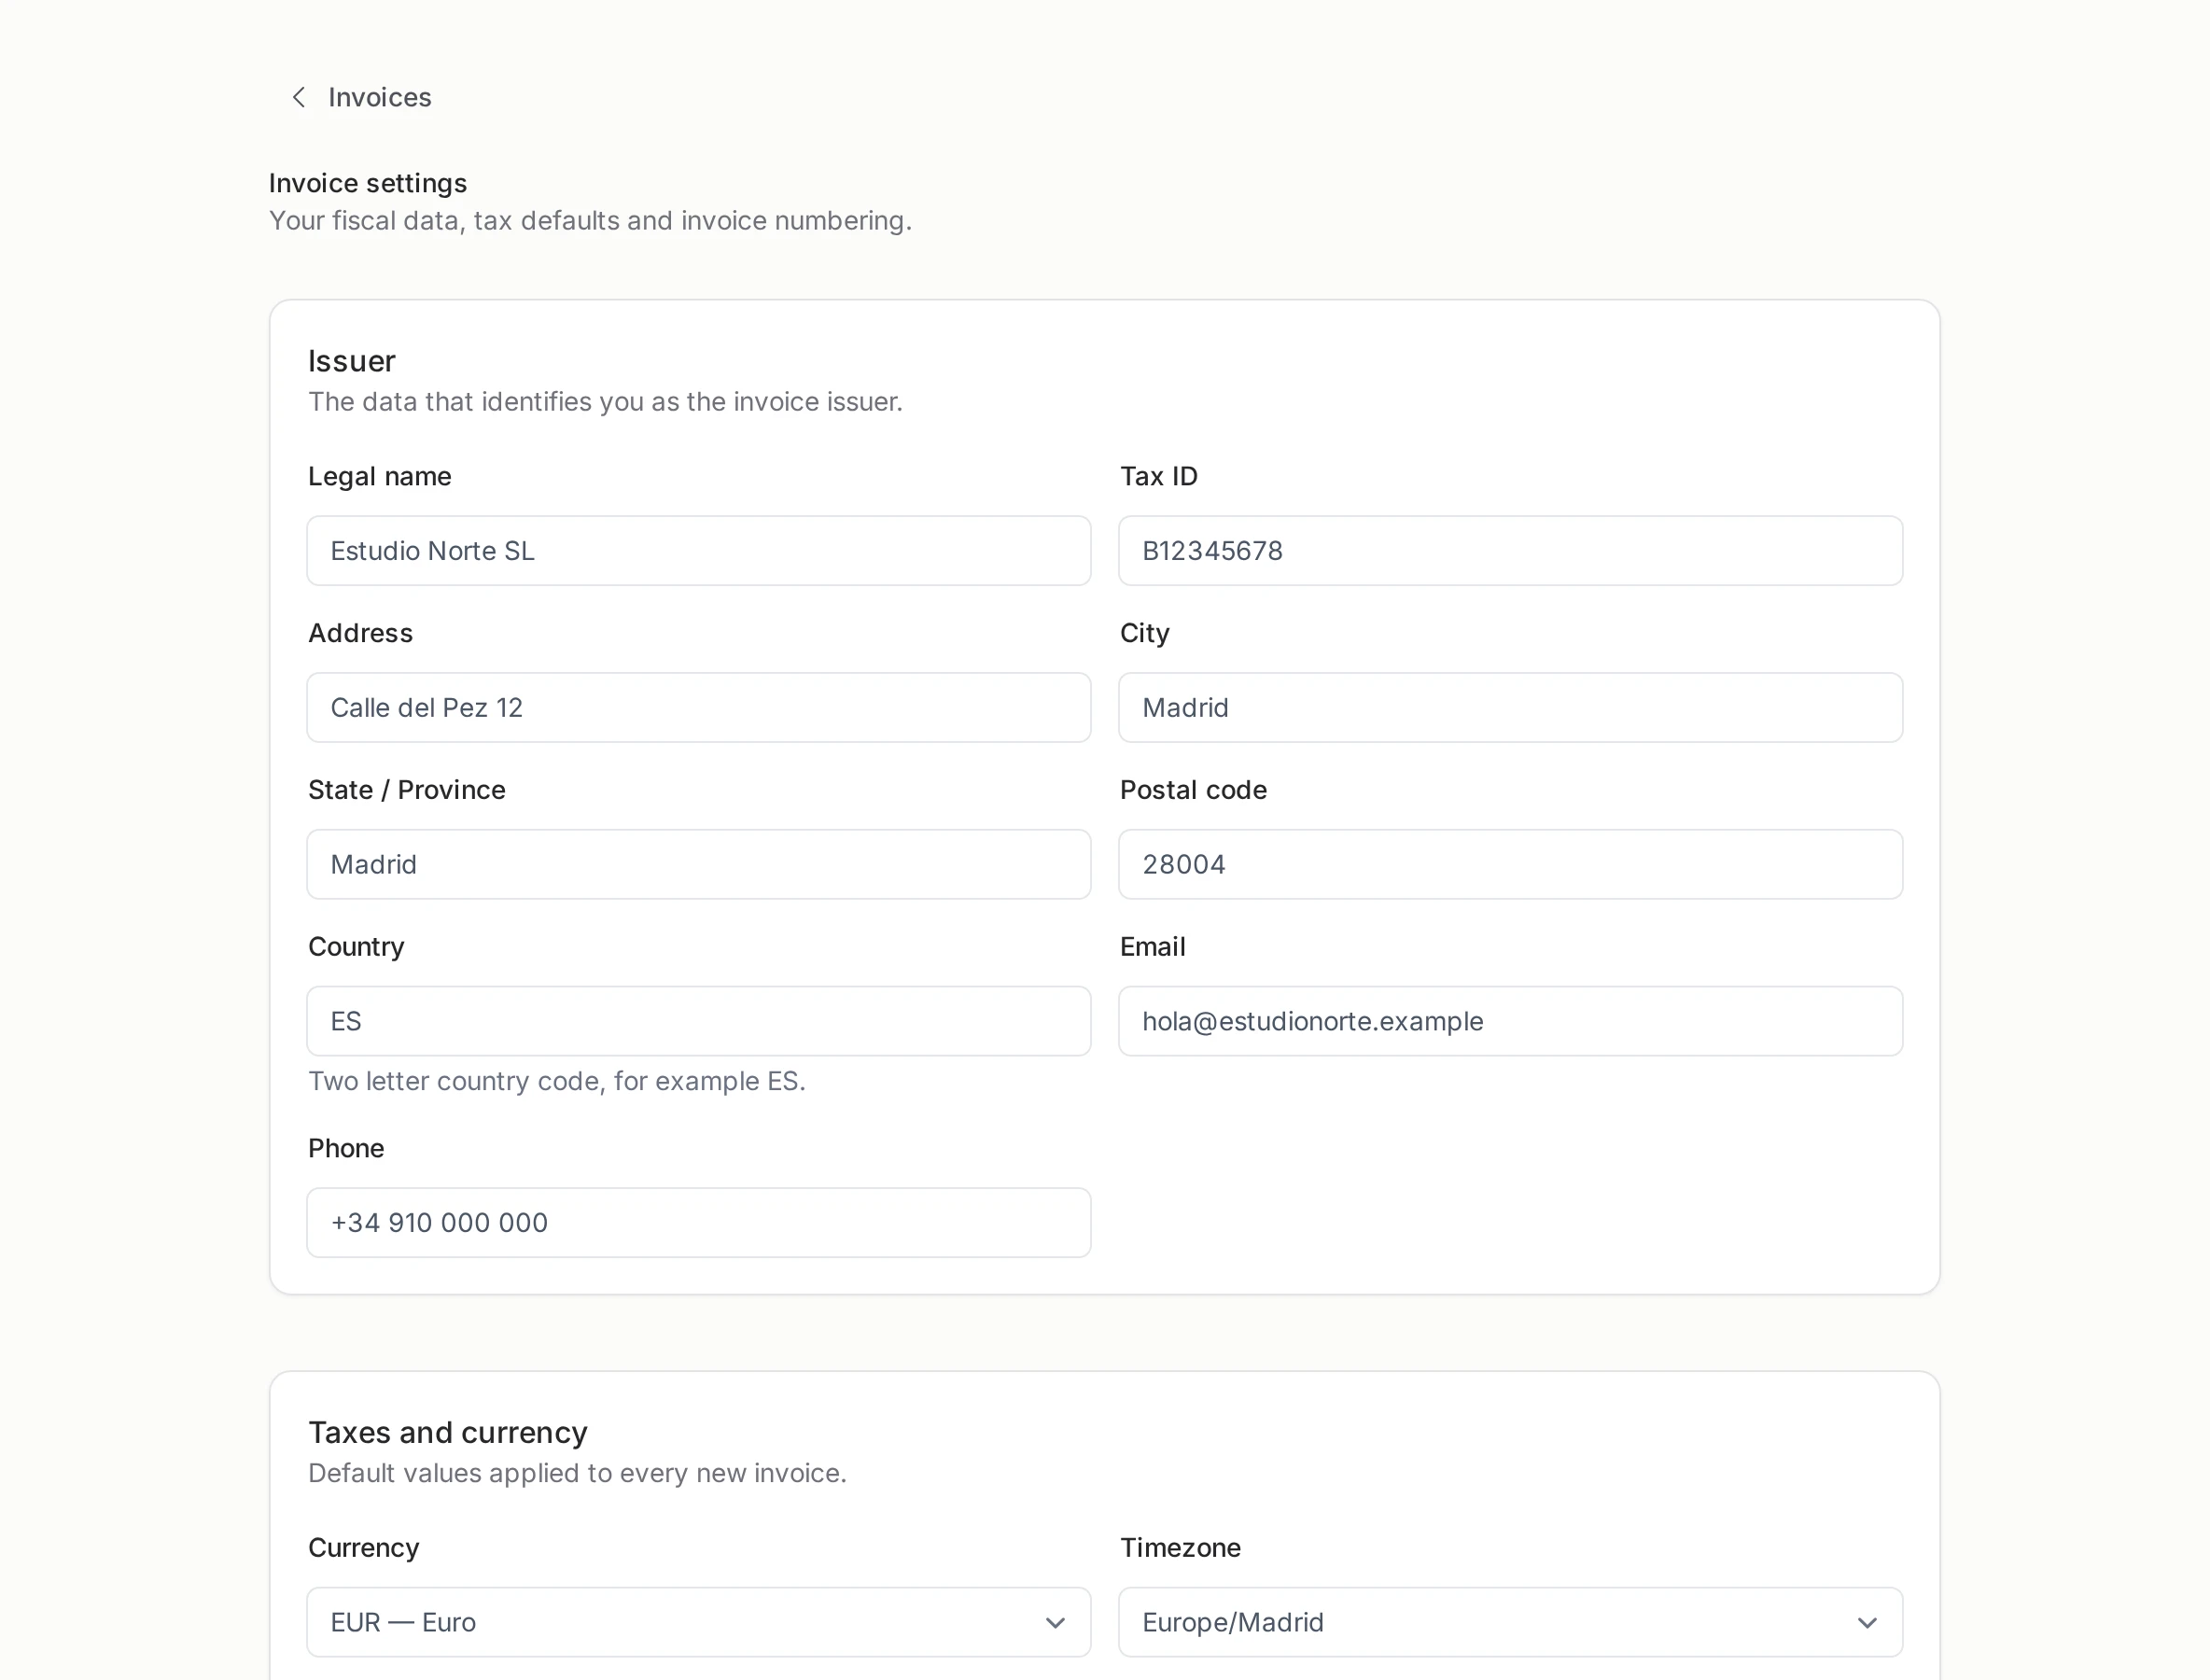 Invoices
Invoice settings
Your fiscal data, tax defaults and invoice numbering.
Issuer
The data that identifies you as the invoice issuer.
Legal name
Tax ID
Estudio Norte SL
B12345678
Address
City
Calle del Pez 12
Madrid
State / Province
Postal code
Madrid
28004
Country
Email
ES
hola@estudionorte.example
Two letter country code, for example ES.
Phone
+34 910 000 000
Taxes and currency
Default values applied to every new invoice.
Currency
Timezone
EUR — Euro
Europe/Madrid